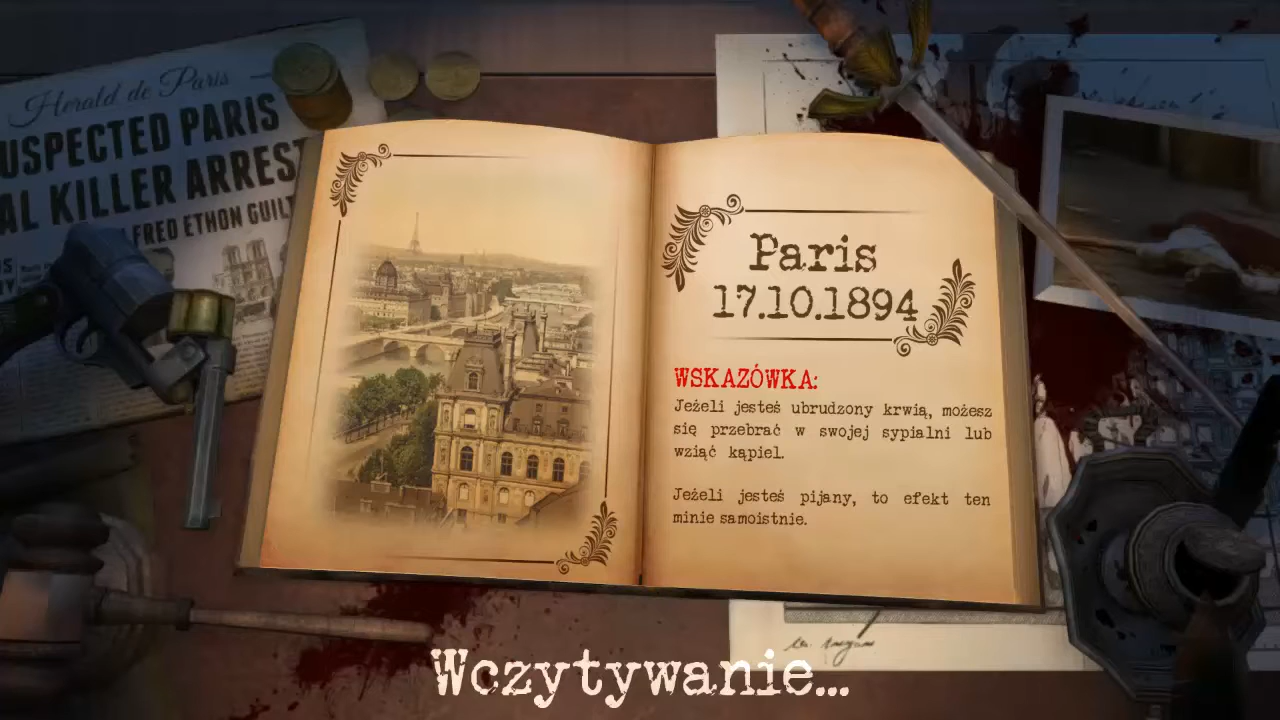 Herald de Paris
USPECTED PARIS
AL KILLER ARREST
FRED ETHON GUILT
Paris
17.10.1894
WSKAZÓWKA:
Jeżeli jesteś ubrudzony krwią, możesz
się przebrać w swojej sypialni lub
wziąć kąpiel.
Jeżeli jesteś pijany, to efekt ten
minie samoistnie.
Wczytywanie...